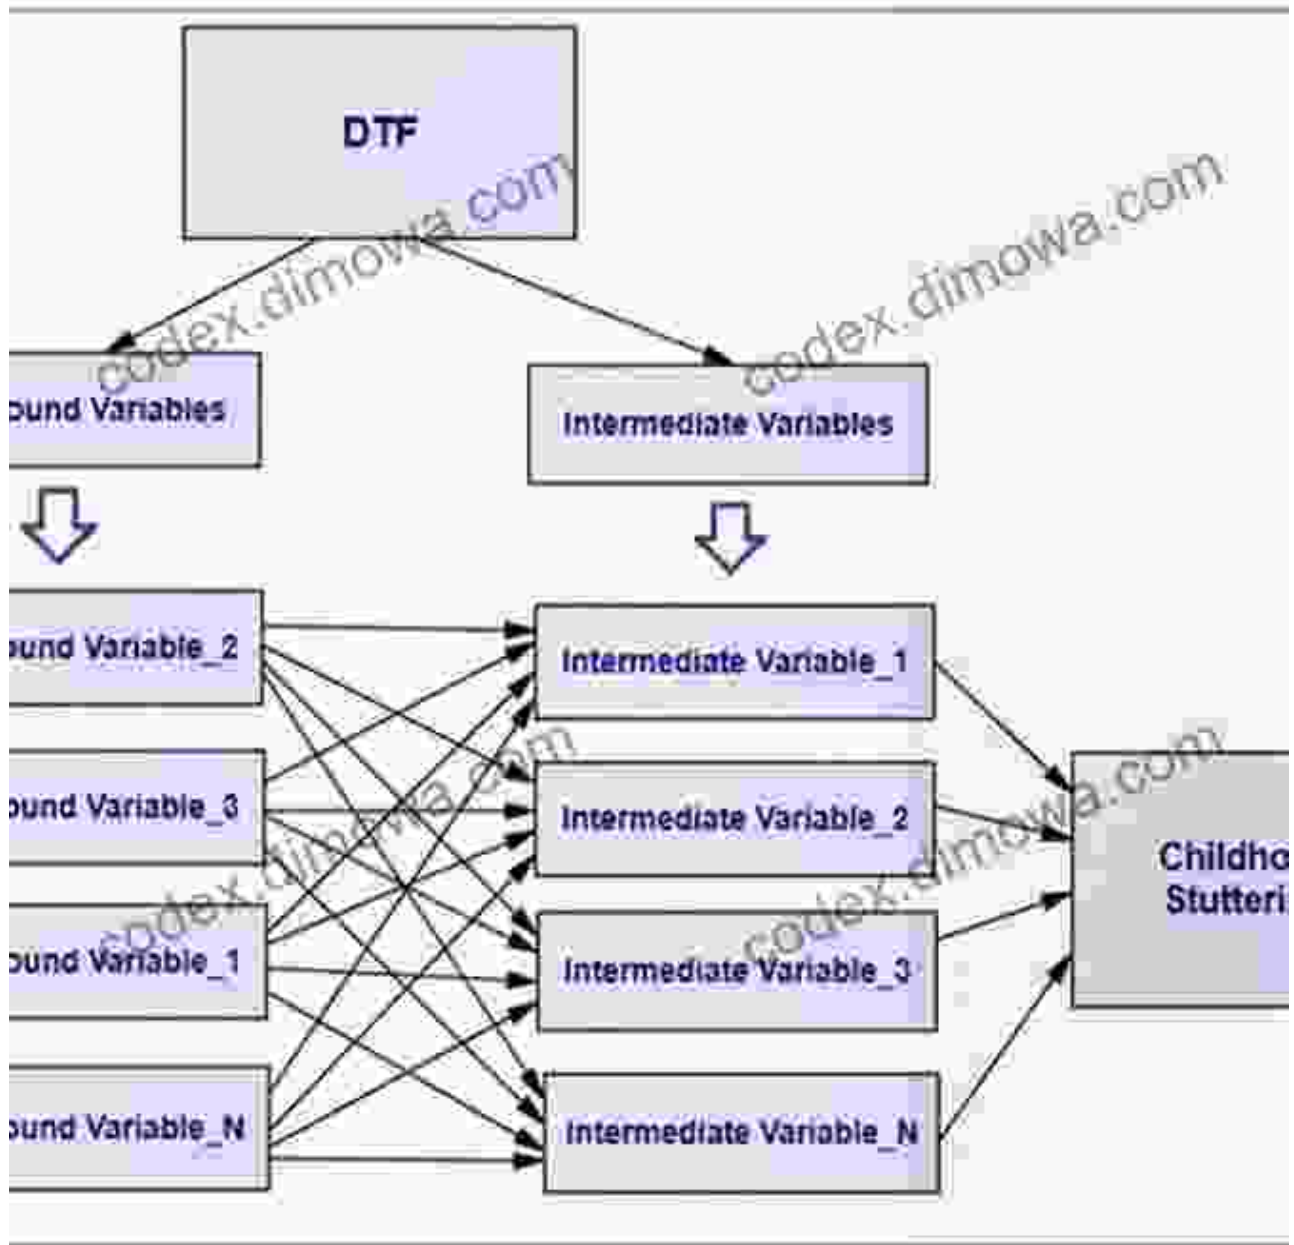 DTF
codex.dimowa.com
codex.dimowa.com
ound Variables
Intermediate Variables
ound Variable_2
Intermediate Variable_1
ound Variable_3
Intermediate Variable_2
codex.dimowa.com
codex.dimowa.com
Childho
Stutteri
ound Variable_1
Intermediate Variable_3
ound Variable_N
Intermediate Variable_N